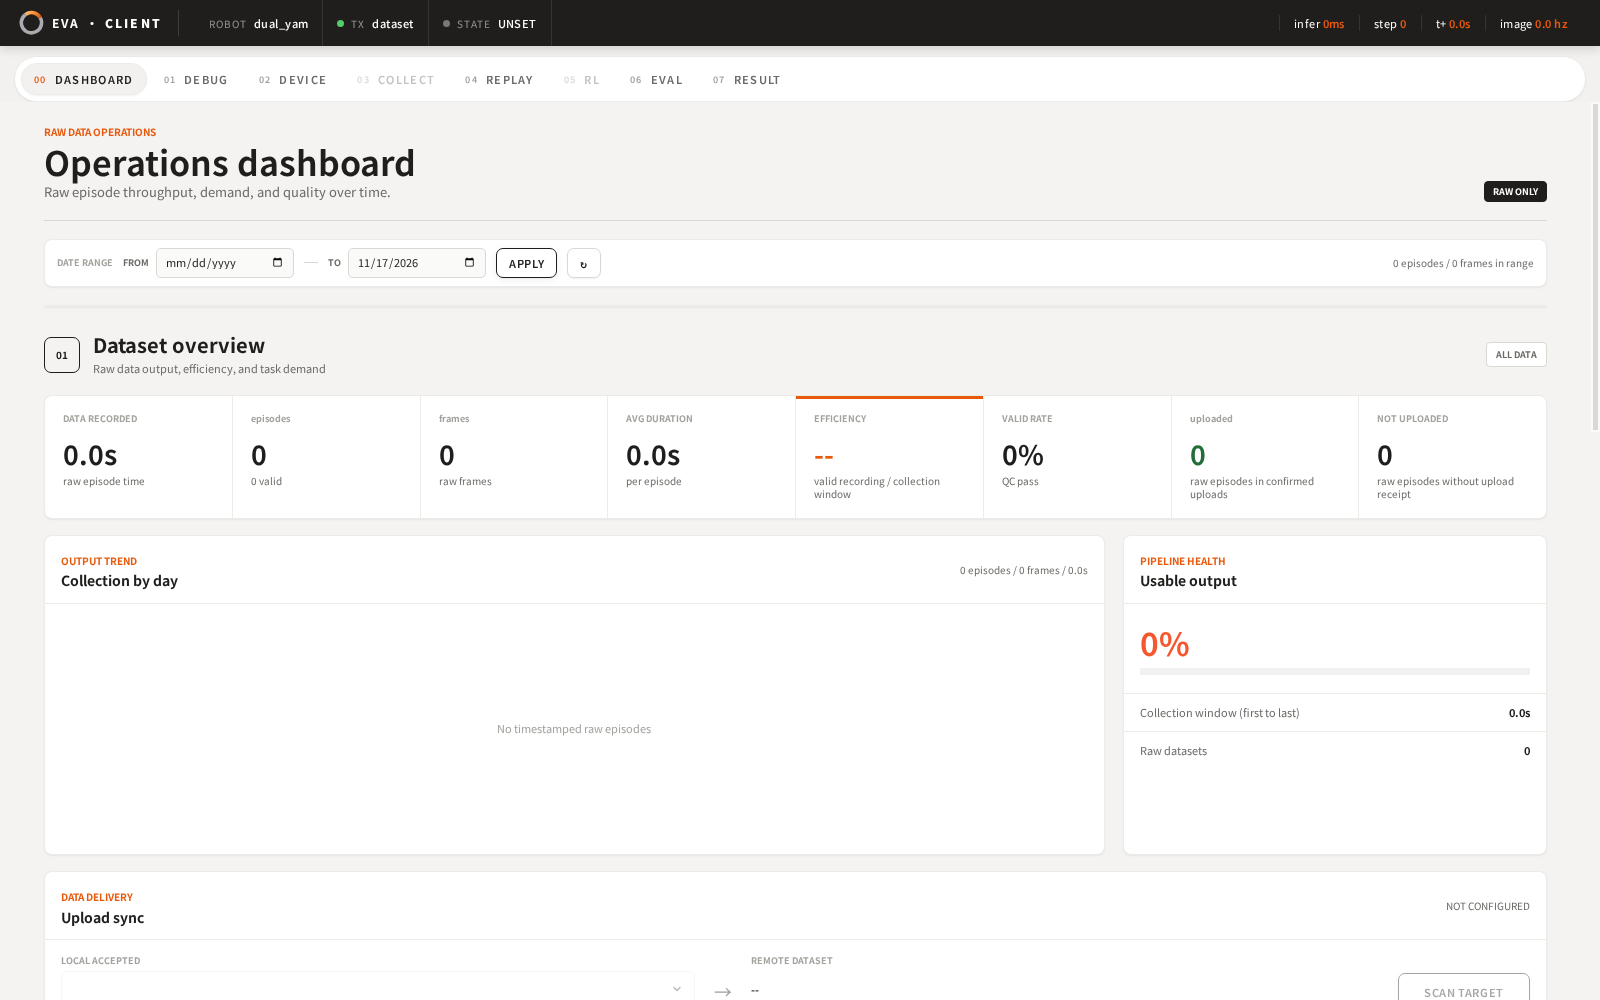 EVA • CLIENT
ROBOT dual_yam
TX dataset
STATE UNSET
infer 0ms
step 0
t+ 0.0s
image 0.0 hz
00 DASHBOARD
01 DEBUG
02 DEVICE
03 COLLECT
04 REPLAY
05 RL
06 EVAL
07 RESULT
RAW DATA OPERATIONS
Operations dashboard
Raw episode throughput, demand, and quality over time.
RAW ONLY
DATE RANGE FROM mm/dd/yyyy — TO 11/17/2026 APPLY ↻
0 episodes / 0 frames in range
01
Dataset overview
Raw data output, efficiency, and task demand
ALL DATA
DATA RECORDED
0.0s
raw episode time
episodes
0
0 valid
frames
0
raw frames
AVG DURATION
0.0s
per episode
EFFICIENCY
--
valid recording / collection
window
VALID RATE
0%
QC pass
uploaded
0
raw episodes in confirmed
uploads
NOT UPLOADED
0
raw episodes without upload
receipt
OUTPUT TREND
Collection by day
0 episodes / 0 frames / 0.0s
No timestamped raw episodes
PIPELINE HEALTH
Usable output
0%
Collection window (first to last) 0.0s
Raw datasets 0
DATA DELIVERY
Upload sync
NOT CONFIGURED
LOCAL ACCEPTED
→
REMOTE DATASET
--
SCAN TARGET